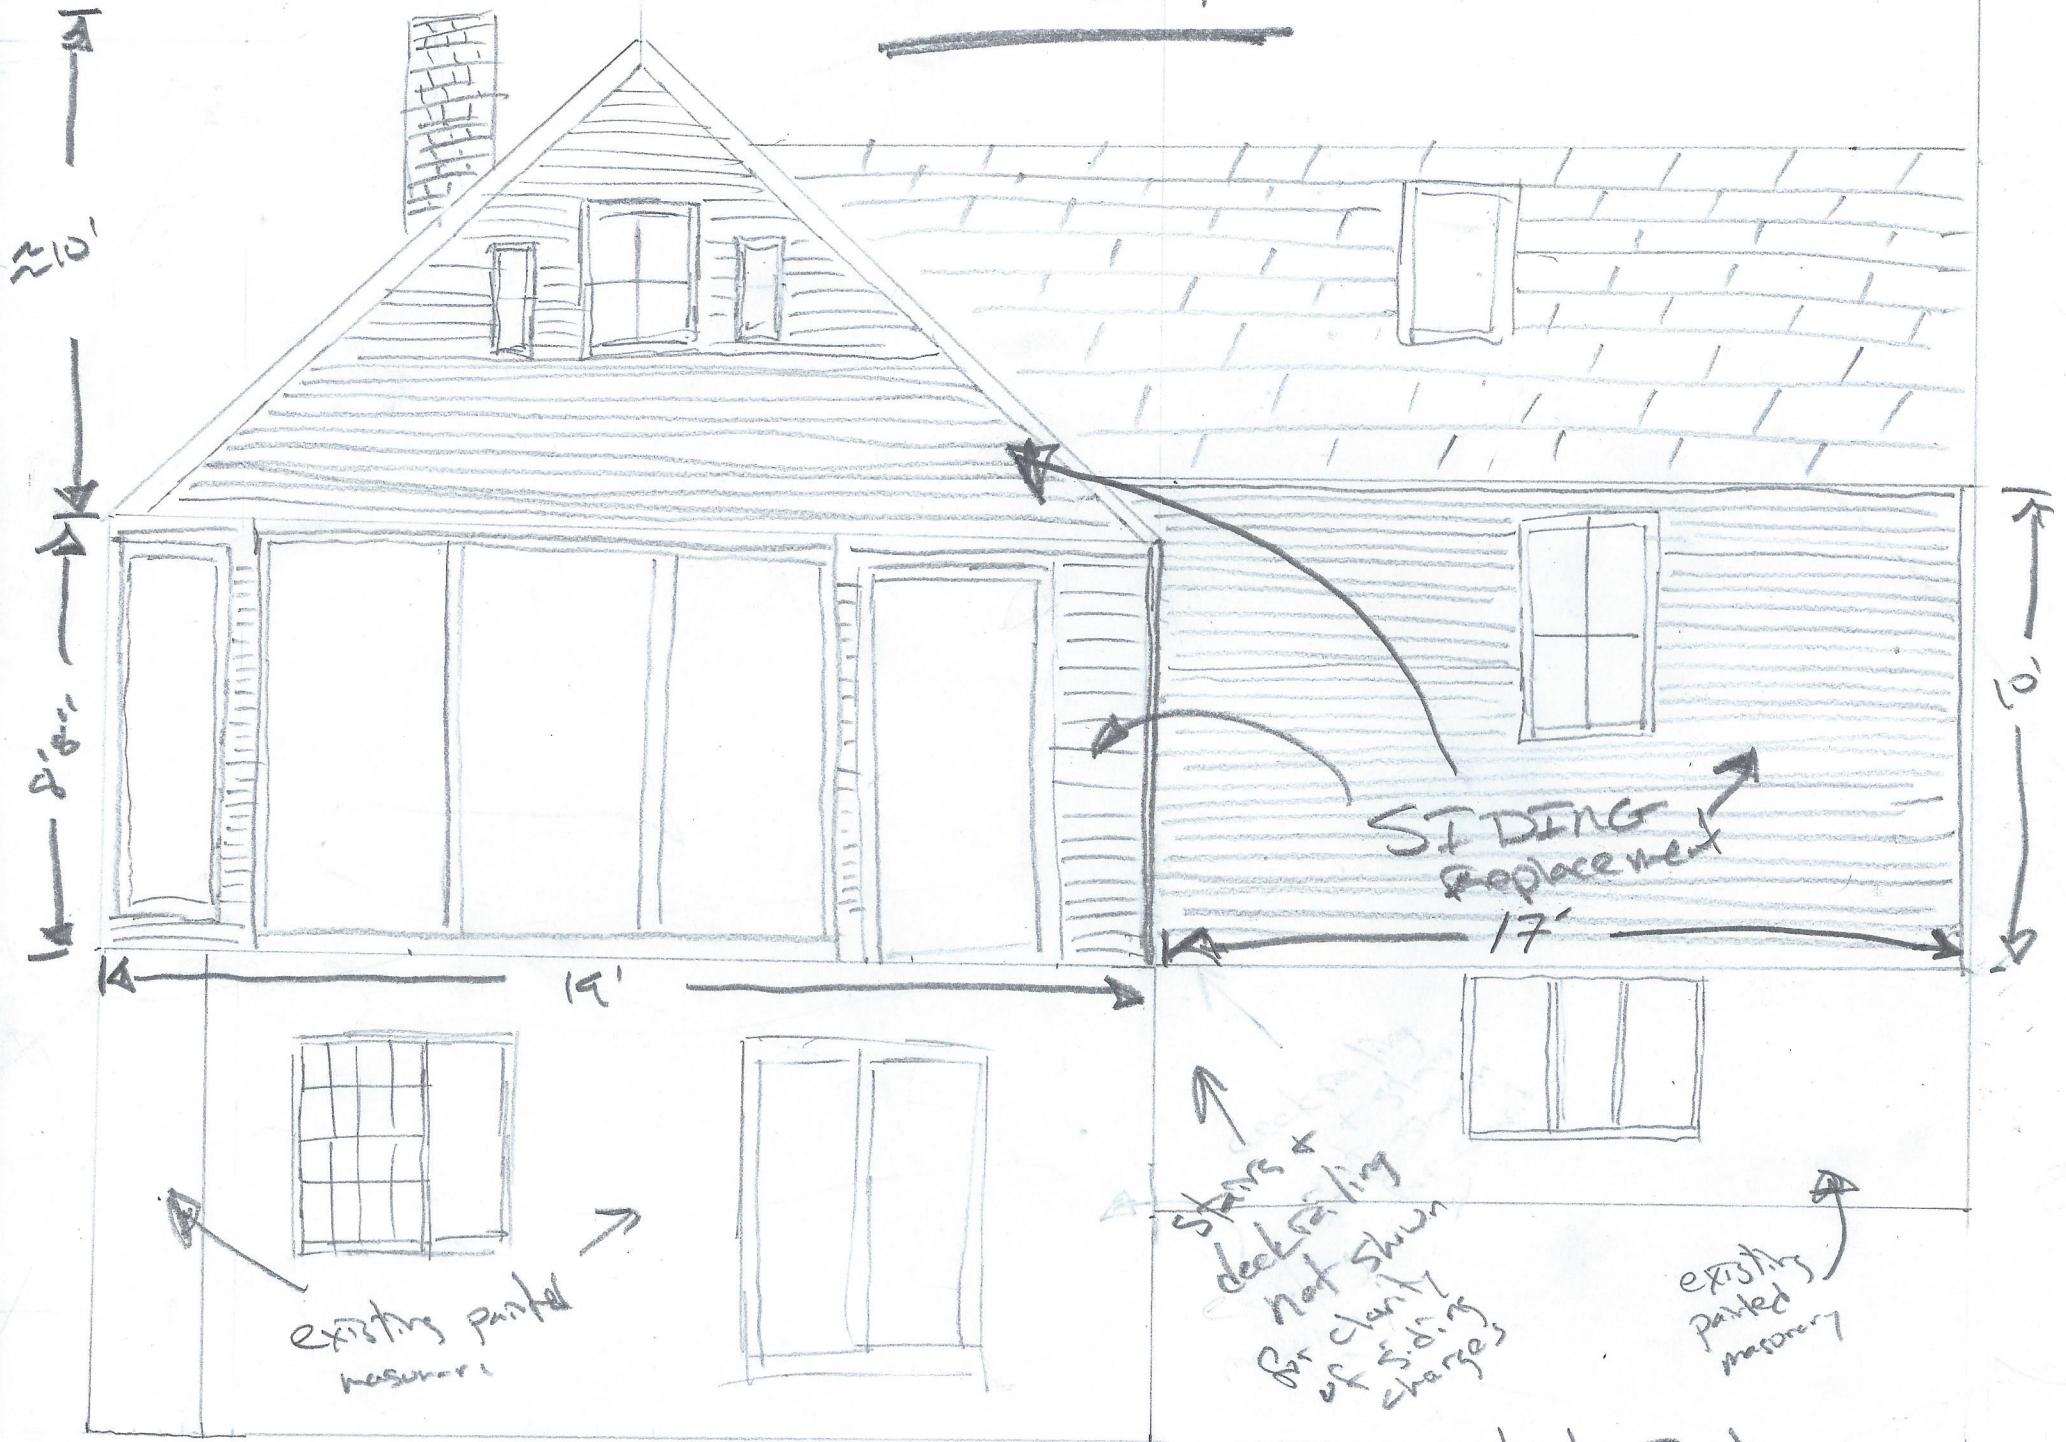 ≈10'
8'8"
10'
SIDING
Replacement
17'
19'
Stairs &
deck railing
not shown
for clarity
of siding
changes
existing painted
masonry
existing
painted
masonry